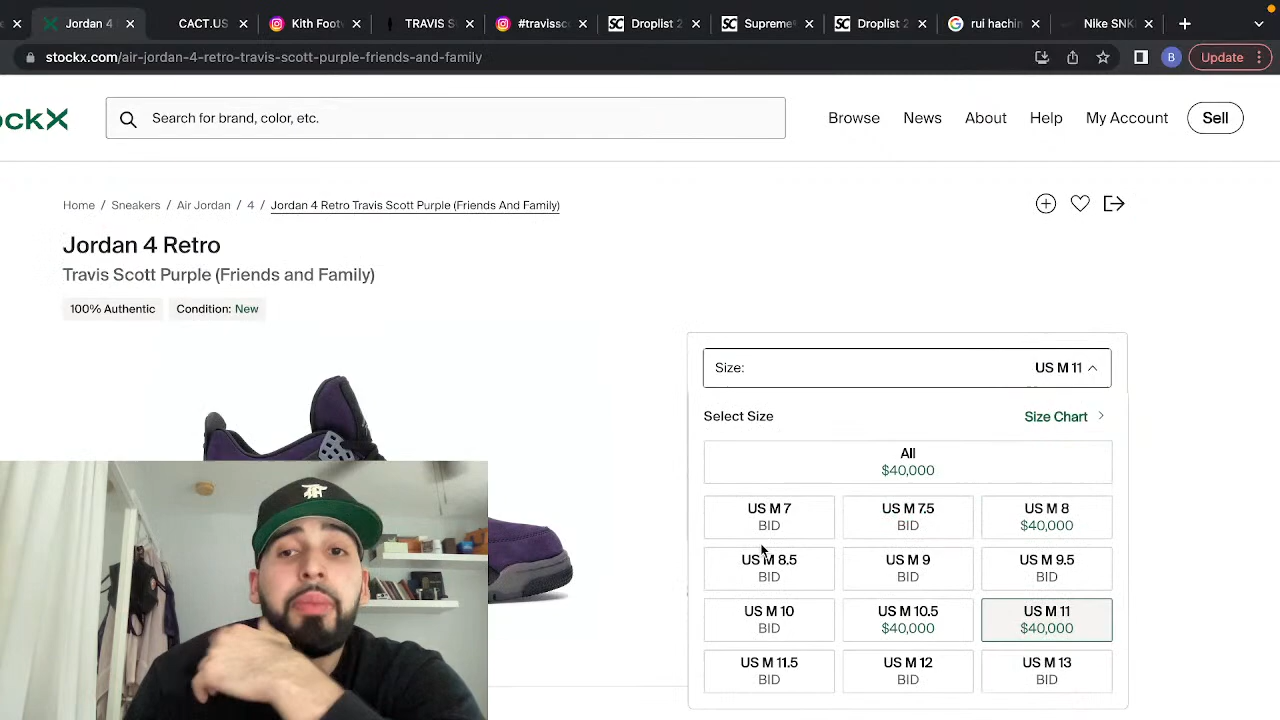 Jordan 4
CACT.US
Kith Footv
TRAVIS S
#travissc
Droplist 2
Supreme
Droplist 2
rui hachin
Nike SNK
stockx.com/air-jordan-4-retro-travis-scott-purple-friends-and-family
B
Update
ockX
Search for brand, color, etc.
Browse
News
About
Help
My Account
Sell
Home / Sneakers / Air Jordan / 4 / Jordan 4 Retro Travis Scott Purple (Friends And Family)
Jordan 4 Retro
Travis Scott Purple (Friends and Family)
100% Authentic
Condition: New
Size:
US M 11
Select Size
Size Chart
All
$40,000
US M 7
BID
US M 7.5
BID
US M 8
$40,000
US M 8.5
BID
US M 9
BID
US M 9.5
BID
US M 10
BID
US M 10.5
$40,000
US M 11
$40,000
US M 11.5
BID
US M 12
BID
US M 13
BID